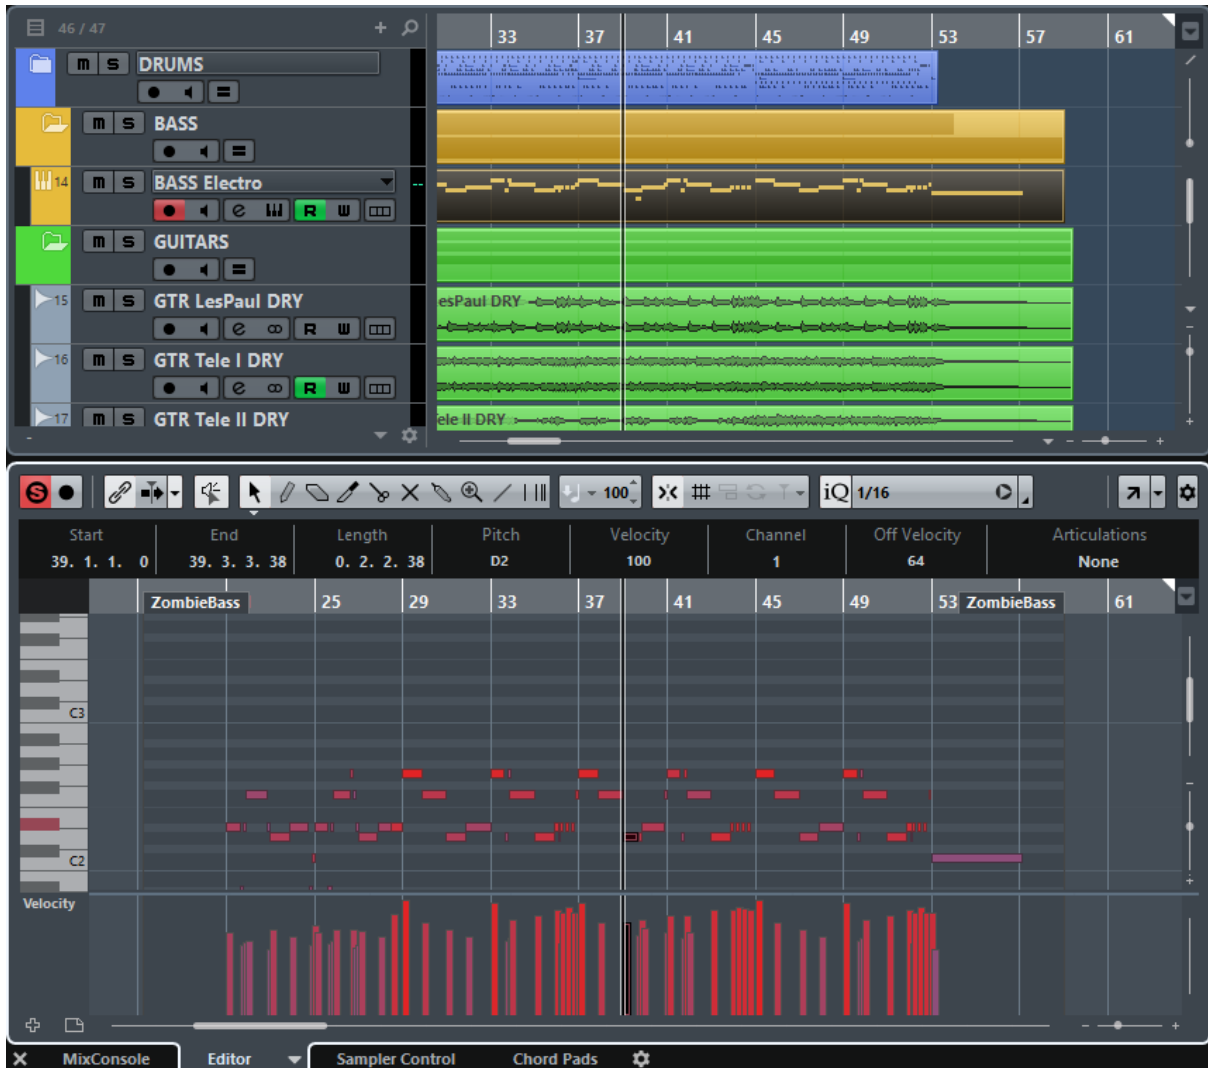 46 / 47
33 37 41 45 49 53 57 61
m S DRUMS
m S BASS
14 m S BASS Electro
R W
m S GUITARS
15 m S GTR LesPaul DRY
esPaul DRY
R W
16 m S GTR Tele I DRY
R W
17 m S GTR Tele II DRY
ele II DRY
100 iQ 1/16
Start End Length Pitch Velocity Channel Off Velocity Articulations
39. 1. 1. 0 39. 3. 3. 38 0. 2. 2. 38 D2 100 1 64 None
ZombieBass 25 29 33 37 41 45 49 53 ZombieBass 61
C3
C2
Velocity
MixConsole Editor Sampler Control Chord Pads